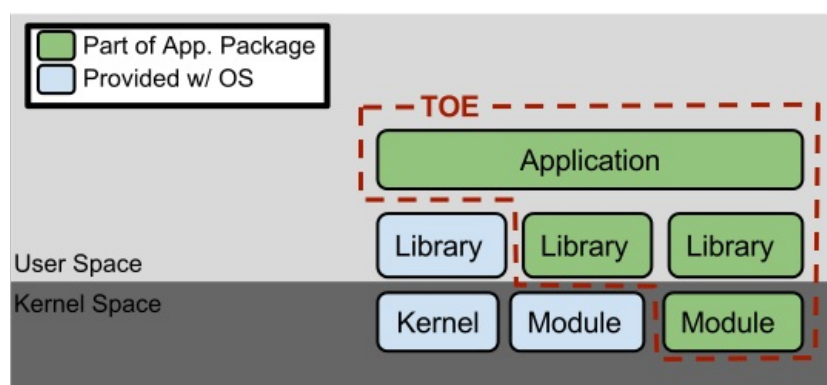 Part of App. Package
Provided w/ OS
TOE
Application
Library Library Library
User Space
Kernel Space
Kernel Module Module